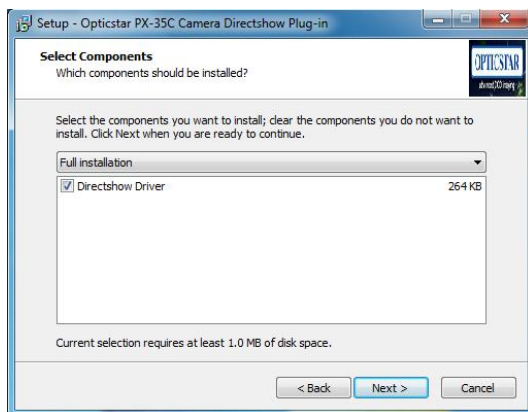 Setup - Opticstar PX-35C Camera Directshow Plug-in
Select Components
Which components should be installed?
OPTICSTAR
Select the components you want to install; clear the components you do not want to
install. Click Next when you are ready to continue.
Full installation
Directshow Driver 264 KB
Current selection requires at least 1.0 MB of disk space.
< Back Next > Cancel